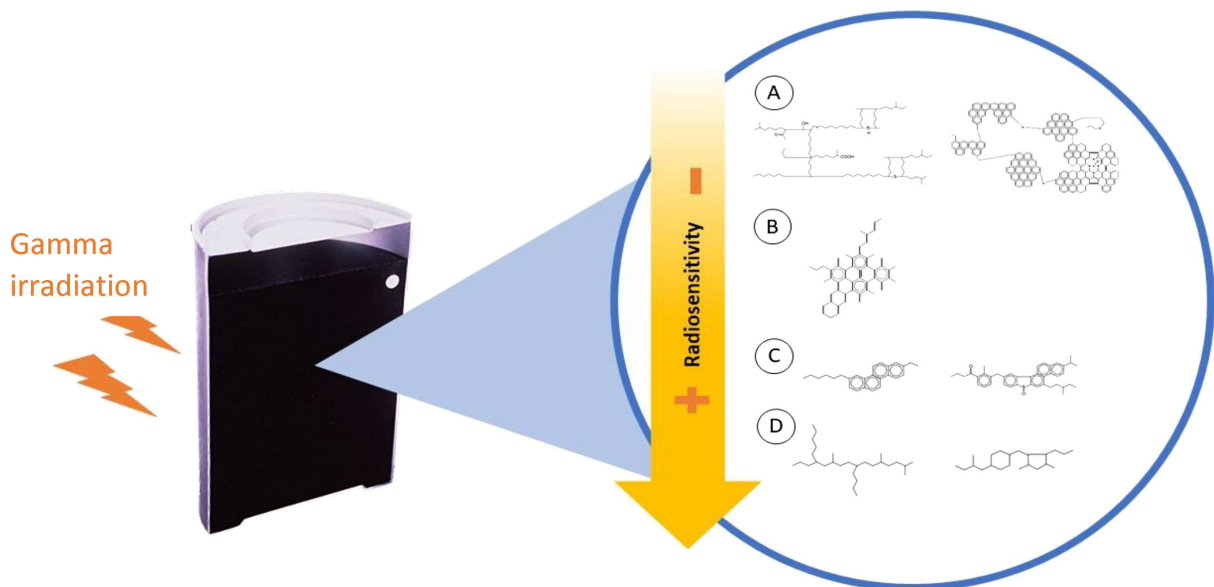 Gamma
irradiation
Radiosensitivity
-
+
A
OH
O
N
H
COOH
S
B
C
O
S
O
D